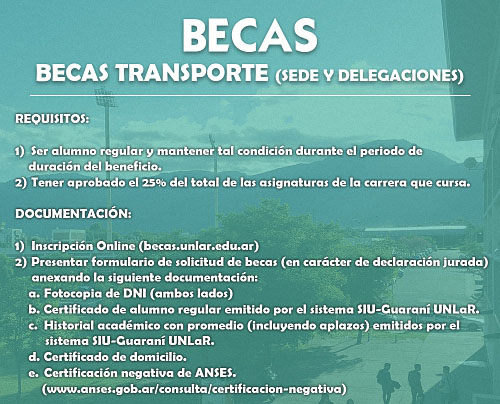 BECAS
BECAS TRANSPORTE (SEDE Y DELEGACIONES)
REQUISITOS:
1) Ser alumno regular y mantener tal condición durante el periodo de
duración del beneficio.
2) Tener aprobado el 25% del total de las asignaturas de la carrera que cursa.
DOCUMENTACIÓN:
1) Inscripción Online (becas.unlar.edu.ar)
2) Presentar formulario de solicitud de becas (en carácter de declaración jurada)
anexando la siguiente documentación:
a. Fotocopia de DNI (ambos lados)
b. Certificado de alumno regular emitido por el sistema SIU-Guaraní UNLaR.
c. Historial académico con promedio (incluyendo aplazos) emitidos por el
sistema SIU-Guaraní UNLaR.
d. Certificado de domicilio.
e. Certificación negativa de ANSES.
(www.anses.gob.ar/consulta/certificacion-negativa)